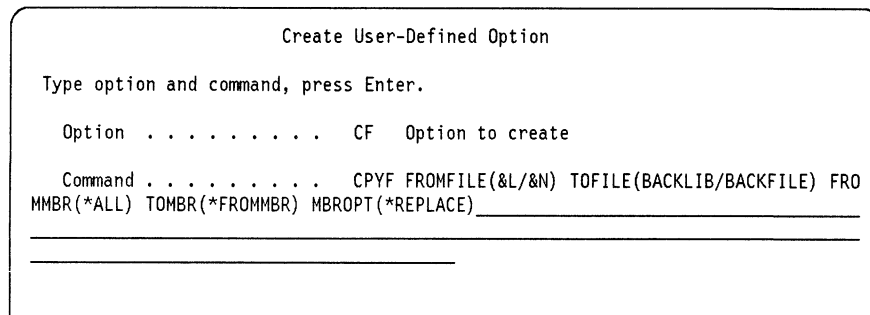 Create User-Defined Option
Type option and command, press Enter.
Option . . . . . . . . . CF Option to create
Command . . . . . . . . . CPYF FROMFILE(&L/&N) TOFILE(BACKLIB/BACKFILE) FRO
MMBR(*ALL) TOMBR(*FROMMBR) MBROPT(*REPLACE)